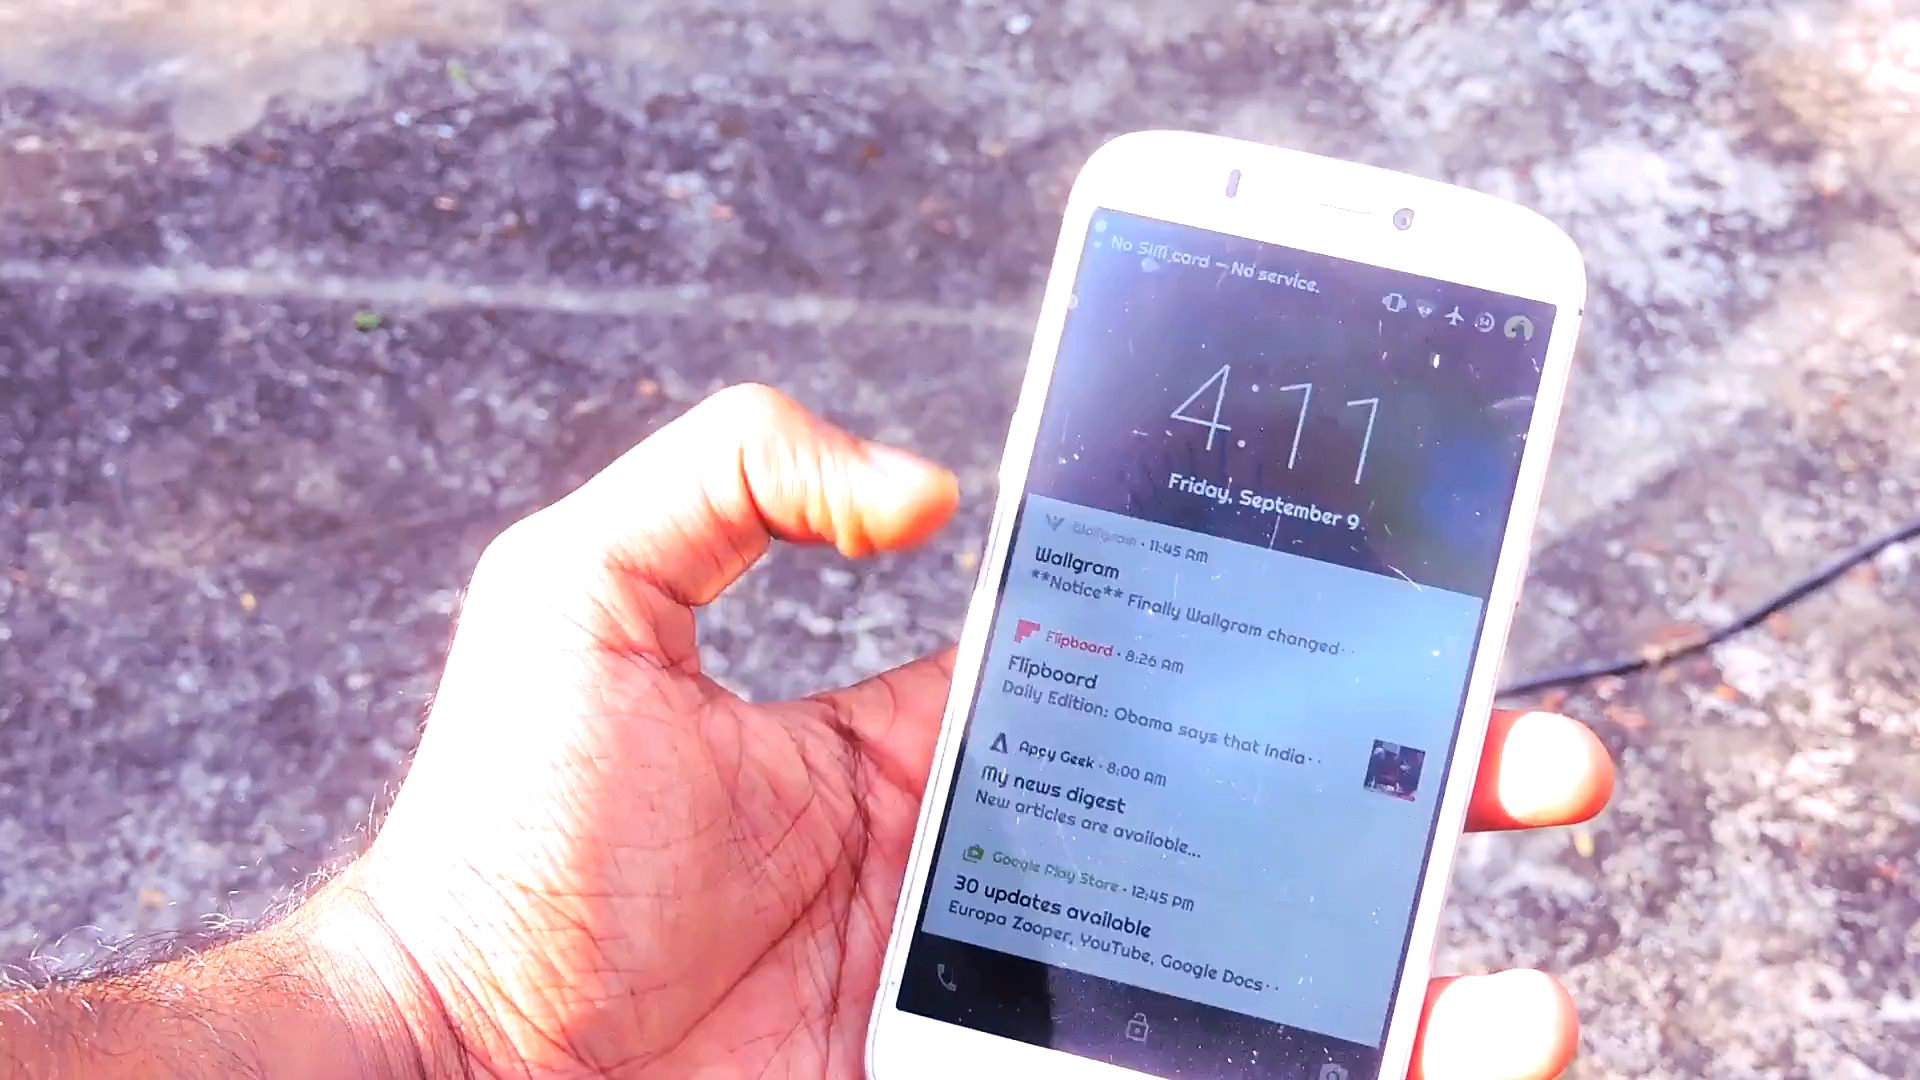 No SIM card – No service.
54
4:11
Friday, September 9
Wallgram • 11:45 AM
Wallgram
**Notice** Finally Wallgram changed..
Flipboard • 8:26 AM
Flipboard
Daily Edition: Obama says that India..
Appy Geek • 8:00 AM
My news digest
New articles are available...
Google Play Store • 12:45 PM
30 updates available
Europa Zooper, YouTube, Google Docs..